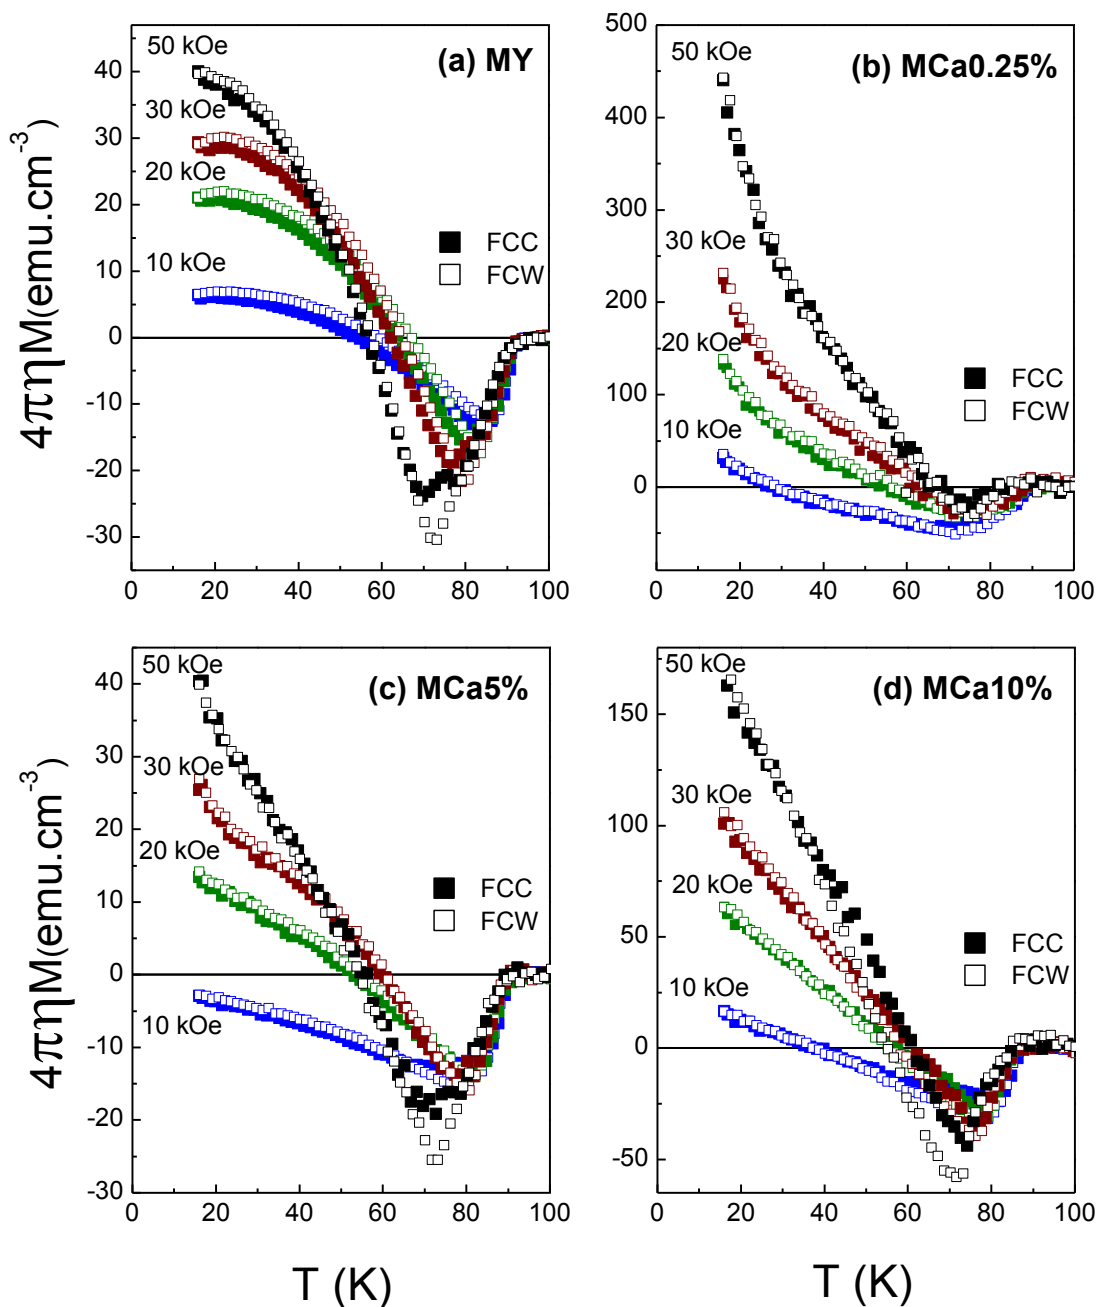 (a) MY
50 kOe
30 kOe
20 kOe
10 kOe
FCC
FCW
40
30
20
10
0
-10
-20
-30
0 20 40 60 80 100
4πηM(emu.cm⁻³)
(b) MCa0.25%
50 kOe
30 kOe
20 kOe
10 kOe
FCC
FCW
500
400
300
200
100
0
0 20 40 60 80 100
(c) MCa5%
50 kOe
30 kOe
20 kOe
10 kOe
FCC
FCW
40
30
20
10
0
-10
-20
-30
0 20 40 60 80 100
4πηM(emu.cm⁻³)
T (K)
(d) MCa10%
50 kOe
30 kOe
20 kOe
10 kOe
FCC
FCW
150
100
50
0
-50
0 20 40 60 80 100
T (K)